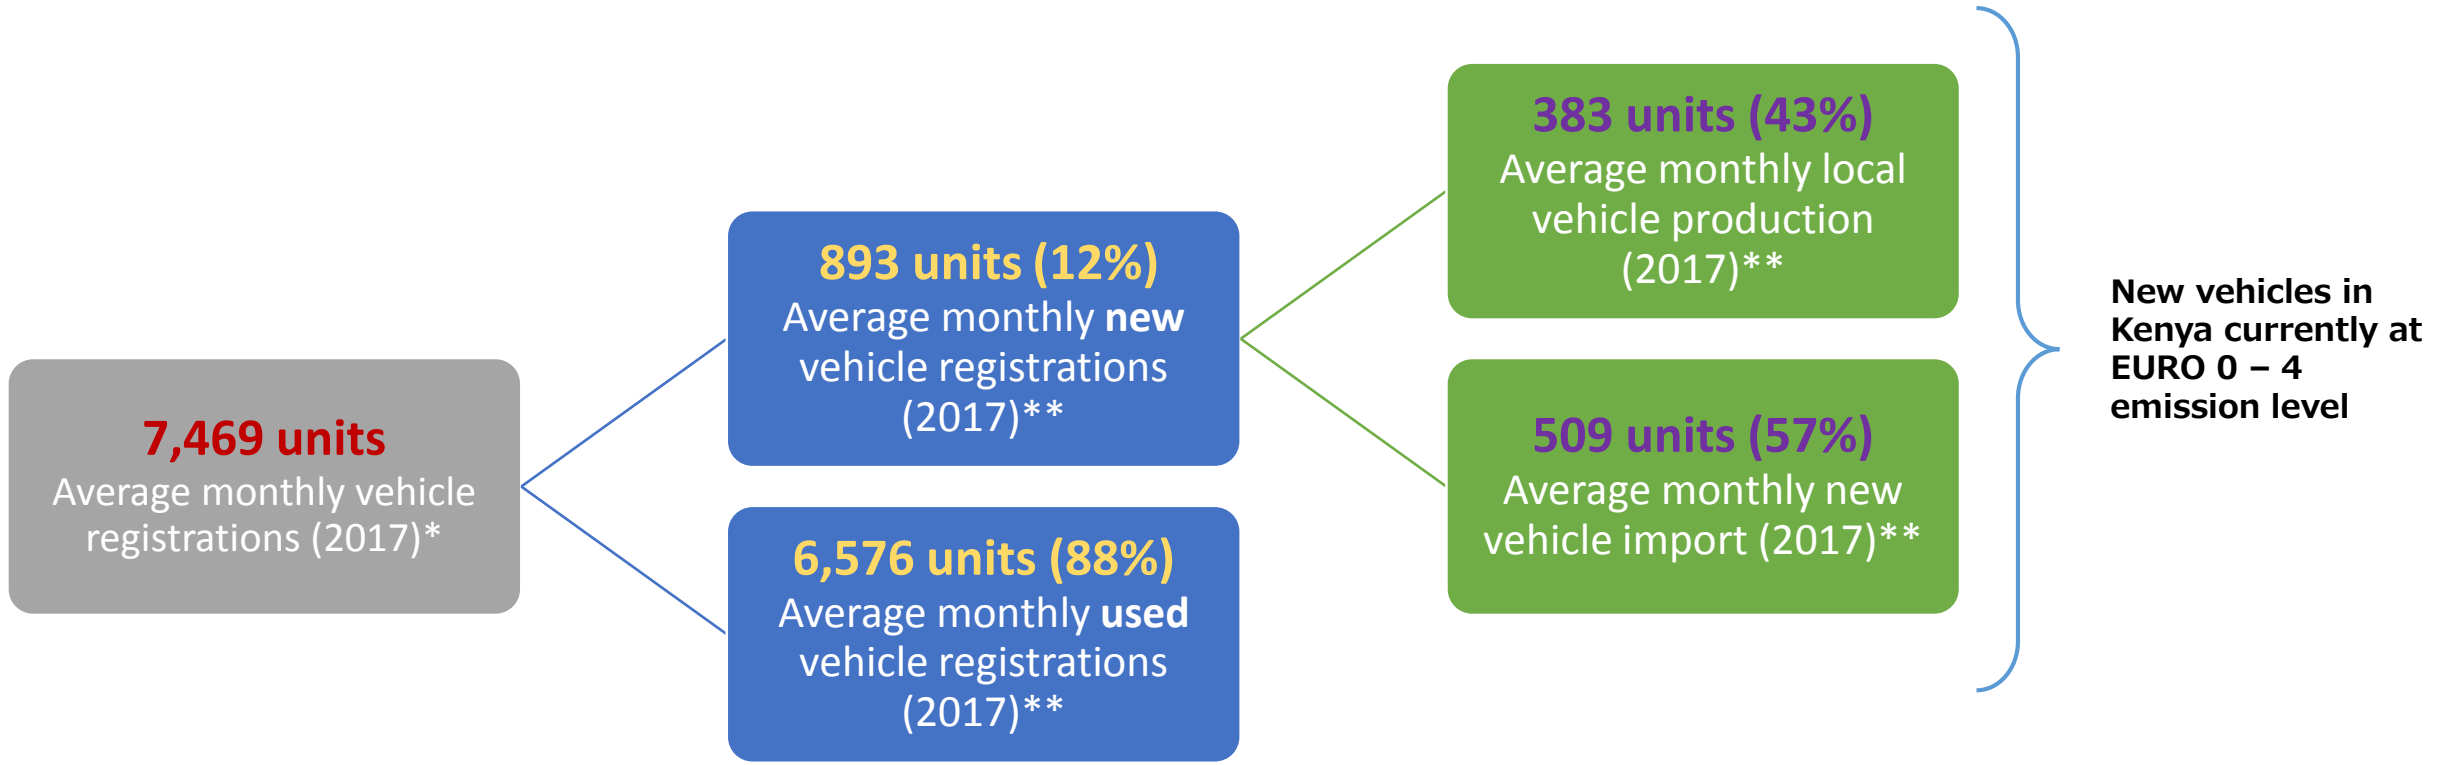 7,469 units
Average monthly vehicle
registrations (2017)*
893 units (12%)
Average monthly new
vehicle registrations
(2017)**
6,576 units (88%)
Average monthly used
vehicle registrations
(2017)**
383 units (43%)
Average monthly local
vehicle production
(2017)**
509 units (57%)
Average monthly new
vehicle import (2017)**
New vehicles in
Kenya currently at
EURO 0 – 4
emission level